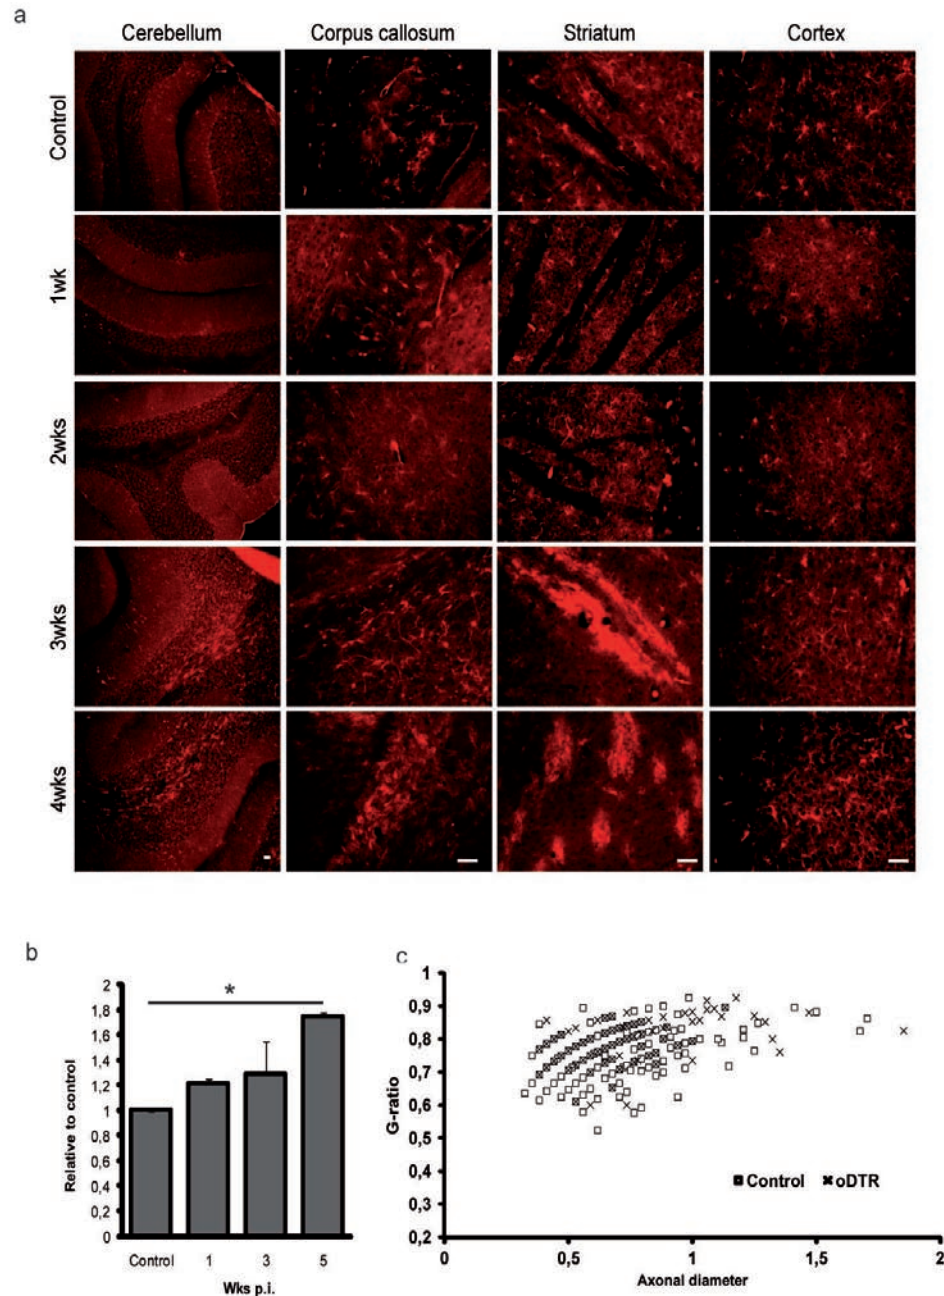 a
Cerebellum Corpus callosum Striatum Cortex
Control
1wk
2wks
3wks
4wks
b
Relative to control
2
1,8
1,6
1,4
1,2
1
0,8
0,6
0,4
0,2
0
*
Control 1 3 5
Wks p.i.
c
G-ratio
1
0,9
0,8
0,7
0,6
0,5
0,4
0,3
0,2
Control oDTR
0 0,5 1 1,5 2
Axonal diameter